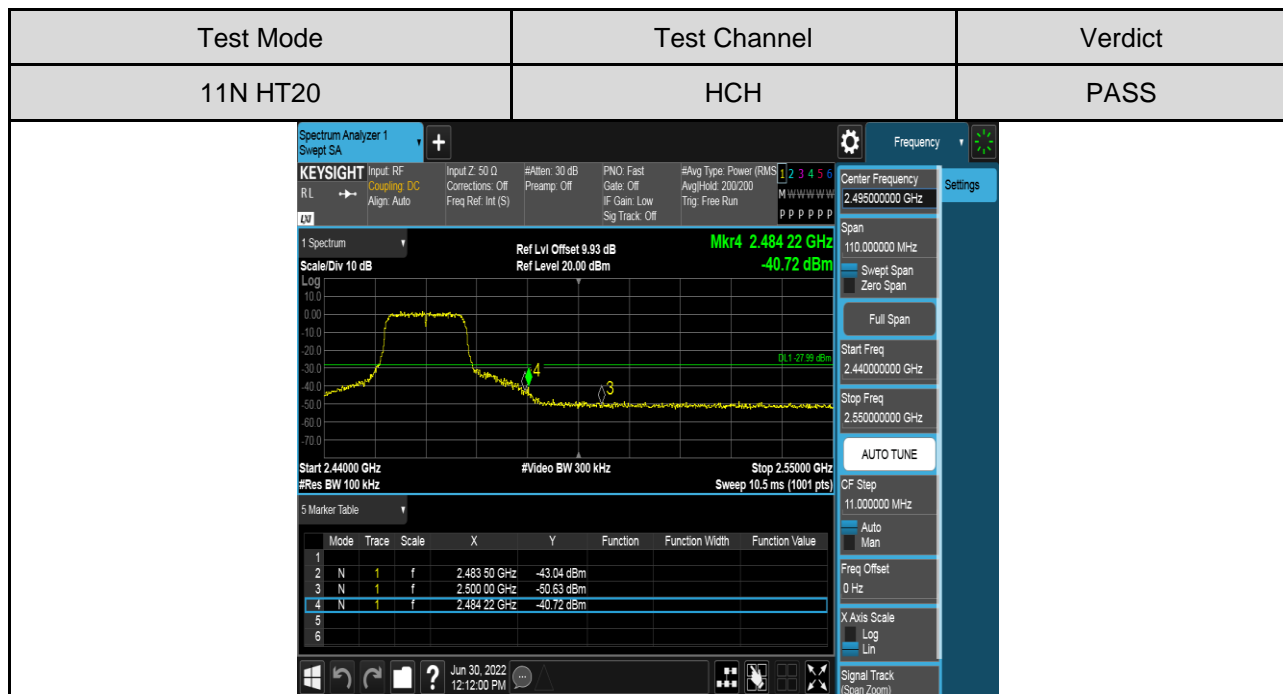 Test Mode Test Channel Verdict
11N HT20 HCH PASS
Spectrum Analyzer 1
Swept SA
+
Frequency
KEYSIGHT Input: RF Input Z: 50 Ω #Atten: 30 dB PNO: Fast #Avg Type: Power (RMS 1 2 3 4 5 6
RL Coupling: DC Corrections: Off Preamp: Off Gate: Off Avg|Hold: 200/200 M W W W W W
Align: Auto Freq Ref: Int (S) IF Gain: Low Trig: Free Run
LXI Sig Track: Off P P P P P P
1 Spectrum Ref Lvl Offset 9.93 dB Mkr4 2.484 22 GHz
Scale/Div 10 dB Ref Level 20.00 dBm -40.72 dBm
Log
10.0
0.00
-10.0
-20.0
DL1 -27.99 dBm
-30.0
4
-40.0
3
-50.0
-60.0
-70.0
Start 2.44000 GHz #Video BW 300 kHz Stop 2.55000 GHz
#Res BW 100 kHz Sweep 10.5 ms (1001 pts)
5 Marker Table
Mode Trace Scale X Y Function Function Width Function Value
1
2 N 1 f 2.483 50 GHz -43.04 dBm
3 N 1 f 2.500 00 GHz -50.63 dBm
4 N 1 f 2.484 22 GHz -40.72 dBm
5
6
? Jun 30, 2022
12:12:00 PM
Center Frequency
2.495000000 GHz
Settings
Span
110.000000 MHz
Swept Span
Zero Span
Full Span
Start Freq
2.440000000 GHz
Stop Freq
2.550000000 GHz
AUTO TUNE
CF Step
11.000000 MHz
Auto
Man
Freq Offset
0 Hz
X Axis Scale
Log
Lin
Signal Track
(Span Zoom)